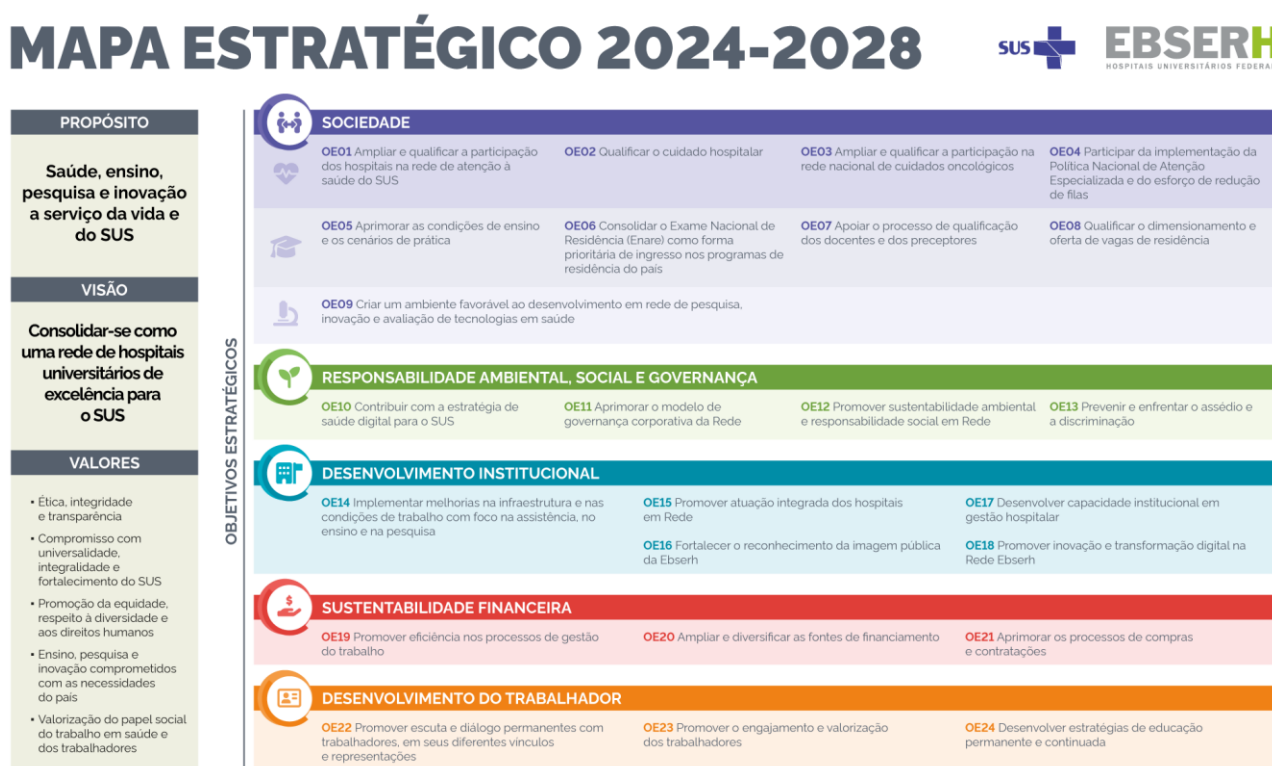 MAPA ESTRATÉGICO 2024-2028
SUS
EBSERH
HOSPITAIS UNIVERSITÁRIOS FEDERAIS
PROPÓSITO
Saúde, ensino,
pesquisa e inovação
a serviço da vida e
do SUS
VISÃO
Consolidar-se como
uma rede de hospitais
universitários de
excelência para
o SUS
VALORES
▪ Ética, integridade
e transparência
▪ Compromisso com
universalidade,
integralidade e
fortalecimento do SUS
▪ Promoção da equidade,
respeito à diversidade e
aos direitos humanos
▪ Ensino, pesquisa e
inovação comprometidos
com as necessidades
do país
▪ Valorização do papel social
do trabalho em saúde e
dos trabalhadores
OBJETIVOS ESTRATÉGICOS
SOCIEDADE
OE01 Ampliar e qualificar a participação
dos hospitais na rede de atenção à
saúde do SUS
OE02 Qualificar o cuidado hospitalar
OE03 Ampliar e qualificar a participação na
rede nacional de cuidados oncológicos
OE04 Participar da implementação da
Política Nacional de Atenção
Especializada e do esforço de redução
de filas
OE05 Aprimorar as condições de ensino
e os cenários de prática
OE06 Consolidar o Exame Nacional de
Residência (Enare) como forma
prioritária de ingresso nos programas de
residência do país
OE07 Apoiar o processo de qualificação
dos docentes e dos preceptores
OE08 Qualificar o dimensionamento e
oferta de vagas de residência
OE09 Criar um ambiente favorável ao desenvolvimento em rede de pesquisa,
inovação e avaliação de tecnologias em saúde
RESPONSABILIDADE AMBIENTAL, SOCIAL E GOVERNANÇA
OE10 Contribuir com a estratégia de
saúde digital para o SUS
OE11 Aprimorar o modelo de
governança corporativa da Rede
OE12 Promover sustentabilidade ambiental
e responsabilidade social em Rede
OE13 Prevenir e enfrentar o assédio e
a discriminação
DESENVOLVIMENTO INSTITUCIONAL
OE14 Implementar melhorias na infraestrutura e nas
condições de trabalho com foco na assistência, no
ensino e na pesquisa
OE15 Promover atuação integrada dos hospitais
em Rede
OE16 Fortalecer o reconhecimento da imagem pública
da Ebserh
OE17 Desenvolver capacidade institucional em
gestão hospitalar
OE18 Promover inovação e transformação digital na
Rede Ebserh
SUSTENTABILIDADE FINANCEIRA
OE19 Promover eficiência nos processos de gestão
do trabalho
OE20 Ampliar e diversificar as fontes de financiamento
OE21 Aprimorar os processos de compras
e contratações
DESENVOLVIMENTO DO TRABALHADOR
OE22 Promover escuta e diálogo permanentes com
trabalhadores, em seus diferentes vínculos
e representações
OE23 Promover o engajamento e valorização
dos trabalhadores
OE24 Desenvolver estratégias de educação
permanente e continuada